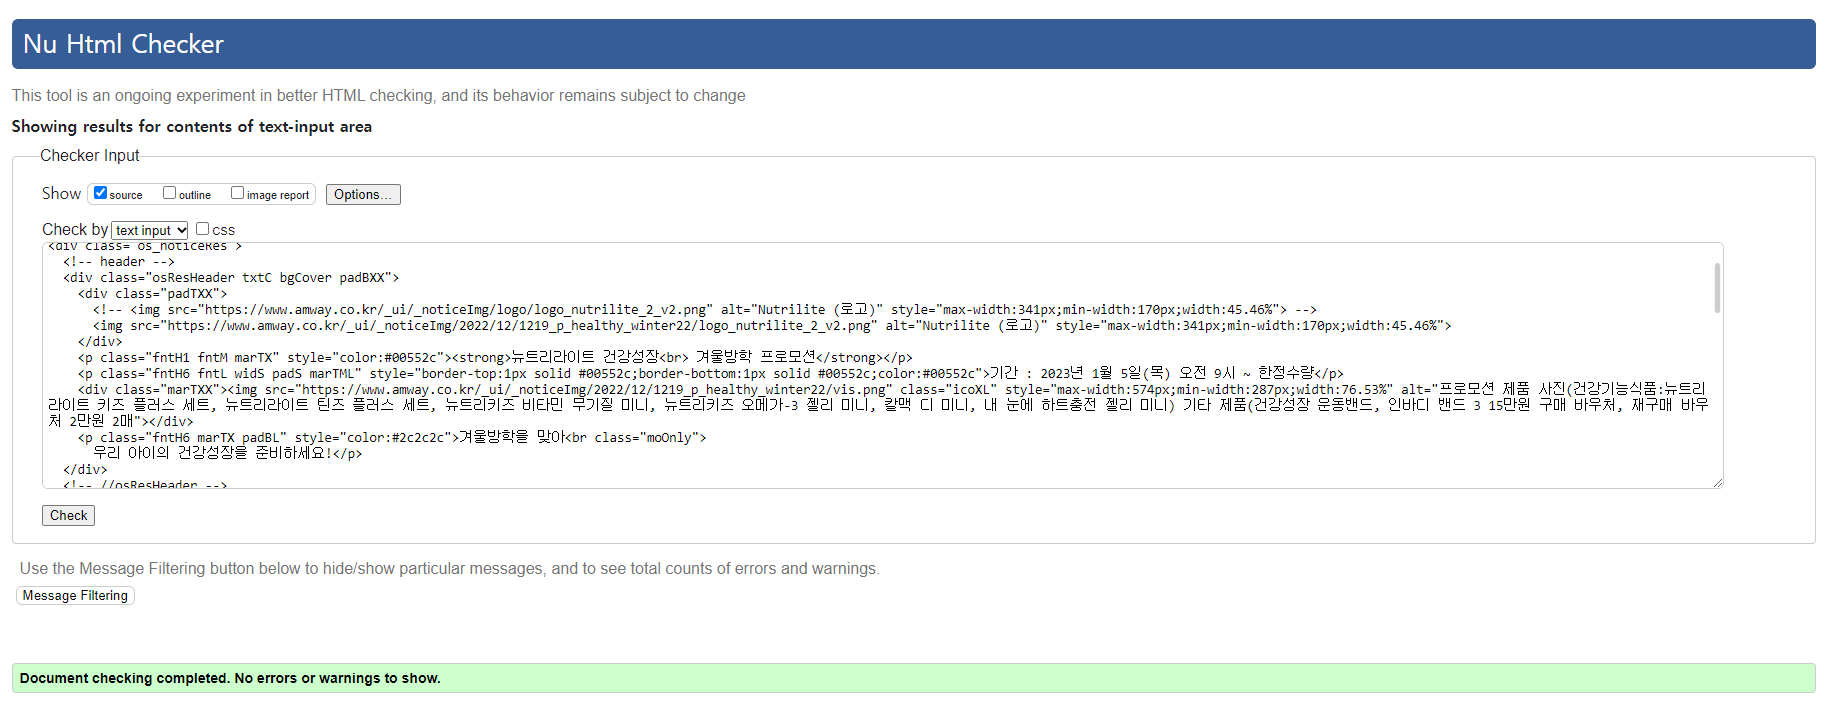 Nu Html Checker
This tool is an ongoing experiment in better HTML checking, and its behavior remains subject to change
Showing results for contents of text-input area
Checker Input
Show source outline image report Options...
Check by text input css
<div class="os_noticeRes">
<!-- header -->
<div class="osResHeader txtC bgCover padBXX">
<div class="padTXX">
<!-- <img src="https://www.amway.co.kr/_ui/_noticeImg/logo/logo_nutrilite_2_v2.png" alt="Nutrilite (로고)" style="max-width:341px;min-width:170px;width:45.46%"> -->
<img src="https://www.amway.co.kr/_ui/_noticeImg/2022/12/1219_p_healthy_winter22/logo_nutrilite_2_v2.png" alt="Nutrilite (로고)" style="max-width:341px;min-width:170px;width:45.46%">
</div>
<p class="fntH1 fntM marTX" style="color:#00552c"><strong>뉴트리라이트 건강성장<br> 겨울방학 프로모션</strong></p>
<p class="fntH6 fntL widS padS marTML" style="border-top:1px solid #00552c;border-bottom:1px solid #00552c;color:#00552c">기간 : 2023년 1월 5일(목) 오전 9시 ~ 한정수량</p>
<div class="marTXX"><img src="https://www.amway.co.kr/_ui/_noticeImg/2022/12/1219_p_healthy_winter22/vis.png" class="icoXL" style="max-width:574px;min-width:287px;width:76.53%" alt="프로모션 제품 사진(건강기능식품:뉴트리
라이트 키즈 플러스 세트, 뉴트리라이트 틴즈 플러스 세트, 뉴트리키즈 비타민 무기질 미니, 뉴트리키즈 오메가-3 젤리 미니, 칼맥 디 미니, 내 눈에 하트충전 젤리 미니) 기타 제품(건강성장 운동밴드, 인바디 밴드 3 15만원 구매 바우처, 재구매 바우
처 2만원 2매"></div>
<p class="fntH6 marTX padBL" style="color:#2c2c2c">겨울방학을 맞아<br class="moOnly">
우리 아이의 건강성장을 준비하세요!</p>
</div>
<!-- //osResHeader -->
Check
Use the Message Filtering button below to hide/show particular messages, and to see total counts of errors and warnings.
Message Filtering
Document checking completed. No errors or warnings to show.